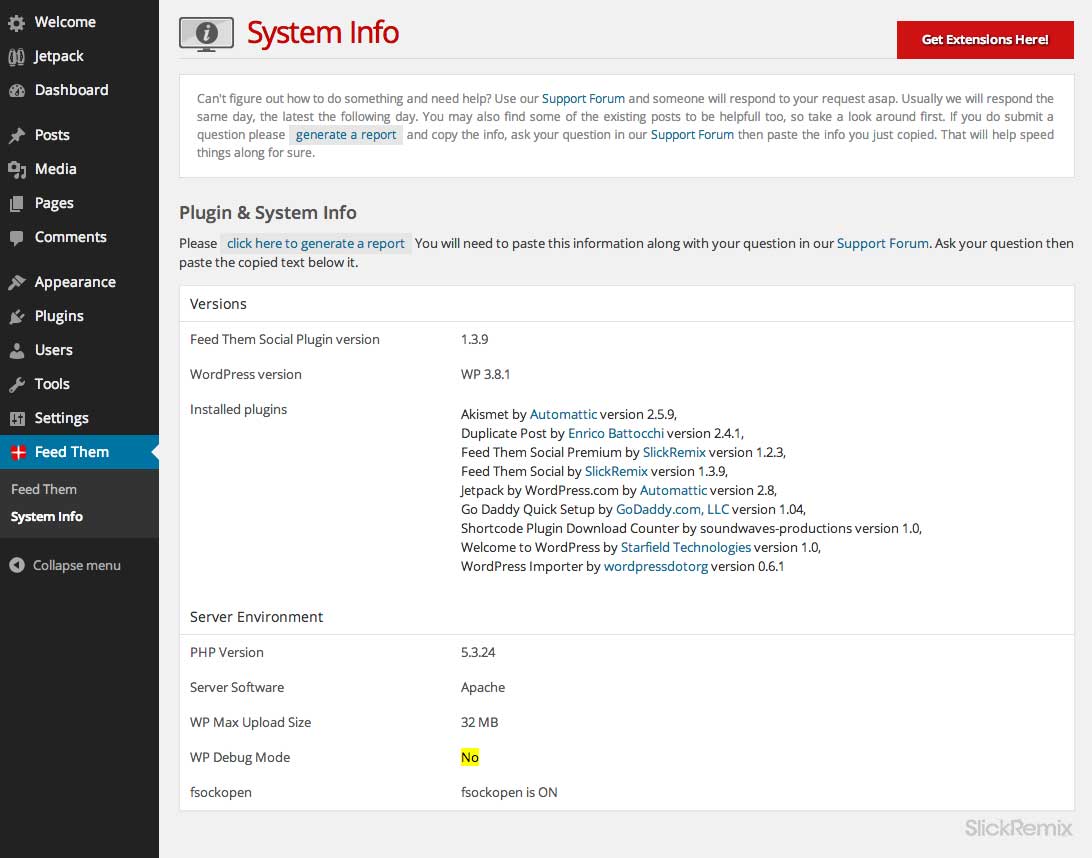 Welcome
Jetpack
Dashboard
Posts
Media
Pages
Comments
Appearance
Plugins
Users
Tools
Settings
Feed Them
Feed Them
System Info
Collapse menu
System Info
Get Extensions Here!
Can't figure out how to do something and need help? Use our Support Forum and someone will respond to your request asap. Usually we will respond the
same day, the latest the following day. You may also find some of the existing posts to be helpfull too, so take a look around first. If you do submit a
question please generate a report and copy the info, ask your question in our Support Forum then paste the info you just copied. That will help speed
things along for sure.
Plugin & System Info
Please click here to generate a report You will need to paste this information along with your question in our Support Forum. Ask your question then
paste the copied text below it.
Versions
Feed Them Social Plugin version 1.3.9
WordPress version WP 3.8.1
Installed plugins
Akismet by Automattic version 2.5.9,
Duplicate Post by Enrico Battocchi version 2.4.1,
Feed Them Social Premium by SlickRemix version 1.2.3,
Feed Them Social by SlickRemix version 1.3.9,
Jetpack by WordPress.com by Automattic version 2.8,
Go Daddy Quick Setup by GoDaddy.com, LLC version 1.04,
Shortcode Plugin Download Counter by soundwaves-productions version 1.0,
Welcome to WordPress by Starfield Technologies version 1.0,
WordPress Importer by wordpressdotorg version 0.6.1
Server Environment
PHP Version 5.3.24
Server Software Apache
WP Max Upload Size 32 MB
WP Debug Mode No
fsockopen fsockopen is ON
SlickRemix